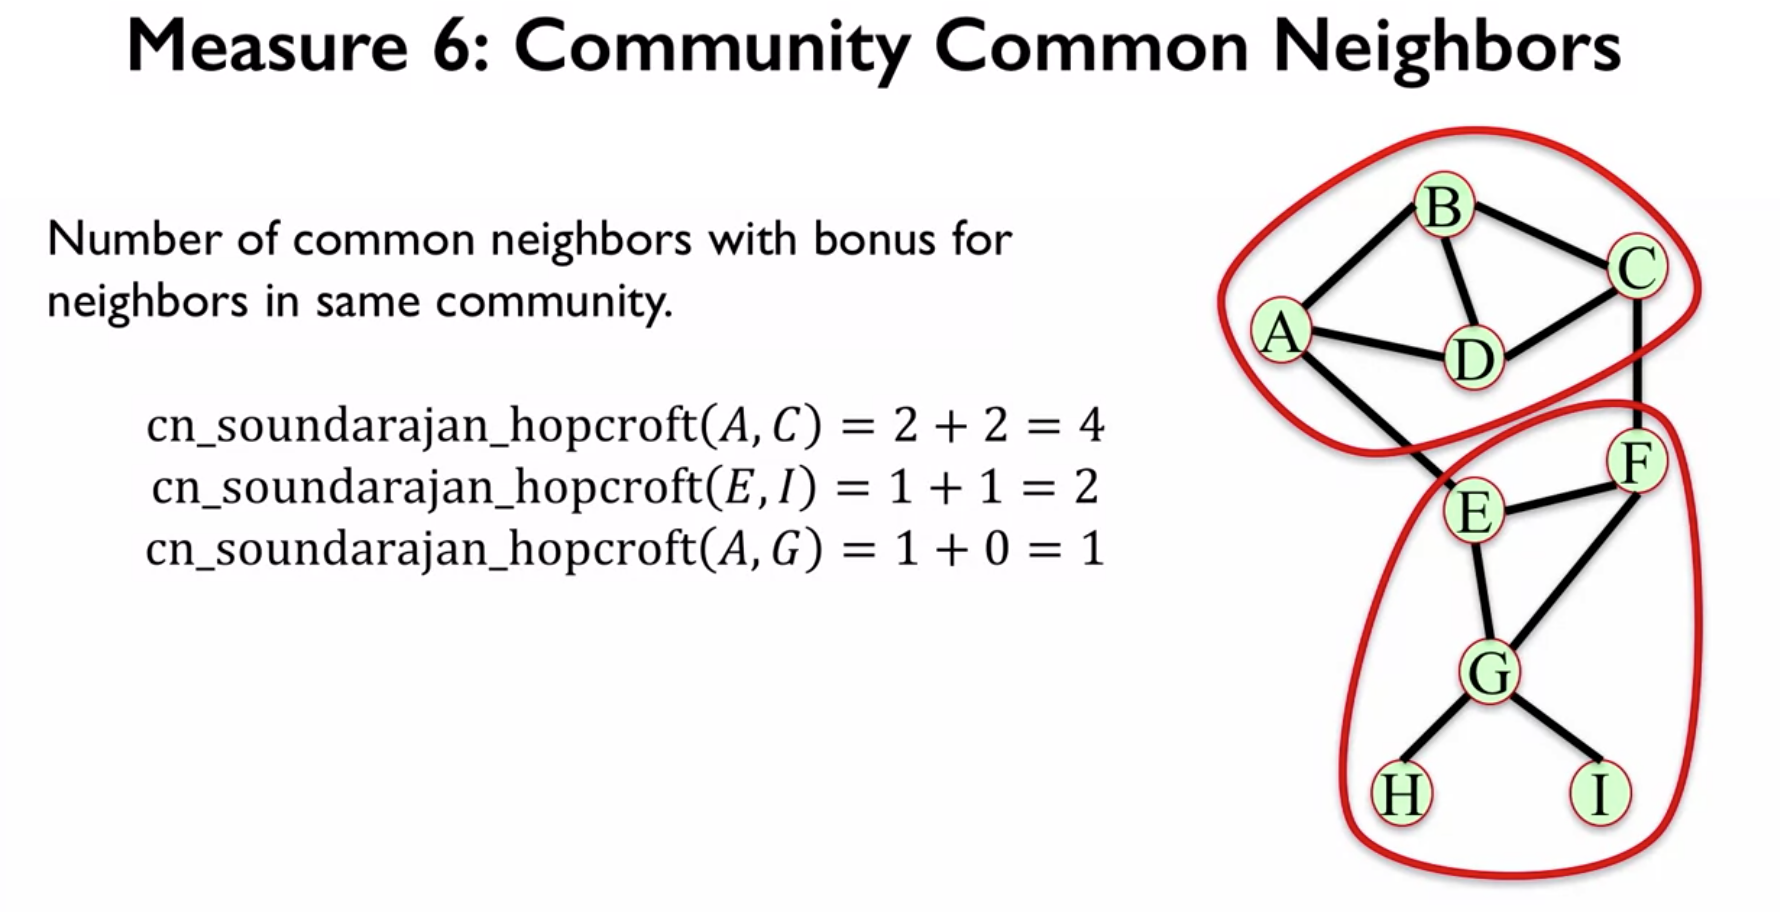 Measure 6: Community Common Neighbors
Number of common neighbors with bonus for
neighbors in same community.
cn_soundarajan_hopcroft(A, C) = 2 + 2 = 4
cn_soundarajan_hopcroft(E, I) = 1 + 1 = 2
cn_soundarajan_hopcroft(A, G) = 1 + 0 = 1
B
C
A
D
F
E
G
H
I